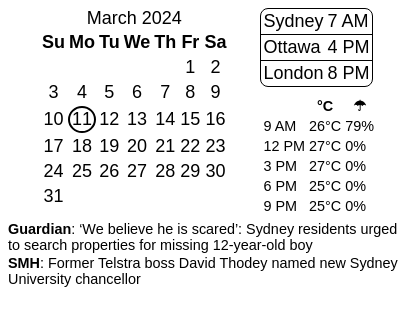 March 2024
Su Mo Tu We Th Fr Sa
1 2
3 4 5 6 7 8 9
10 11 12 13 14 15 16
17 18 19 20 21 22 23
24 25 26 27 28 29 30
31
Sydney 7 AM
Ottawa 4 PM
London 8 PM
°C ☂
9 AM 26°C 79%
12 PM 27°C 0%
3 PM 27°C 0%
6 PM 25°C 0%
9 PM 25°C 0%
Guardian: ‘We believe he is scared’: Sydney residents urged
to search properties for missing 12-year-old boy
SMH: Former Telstra boss David Thodey named new Sydney
University chancellor